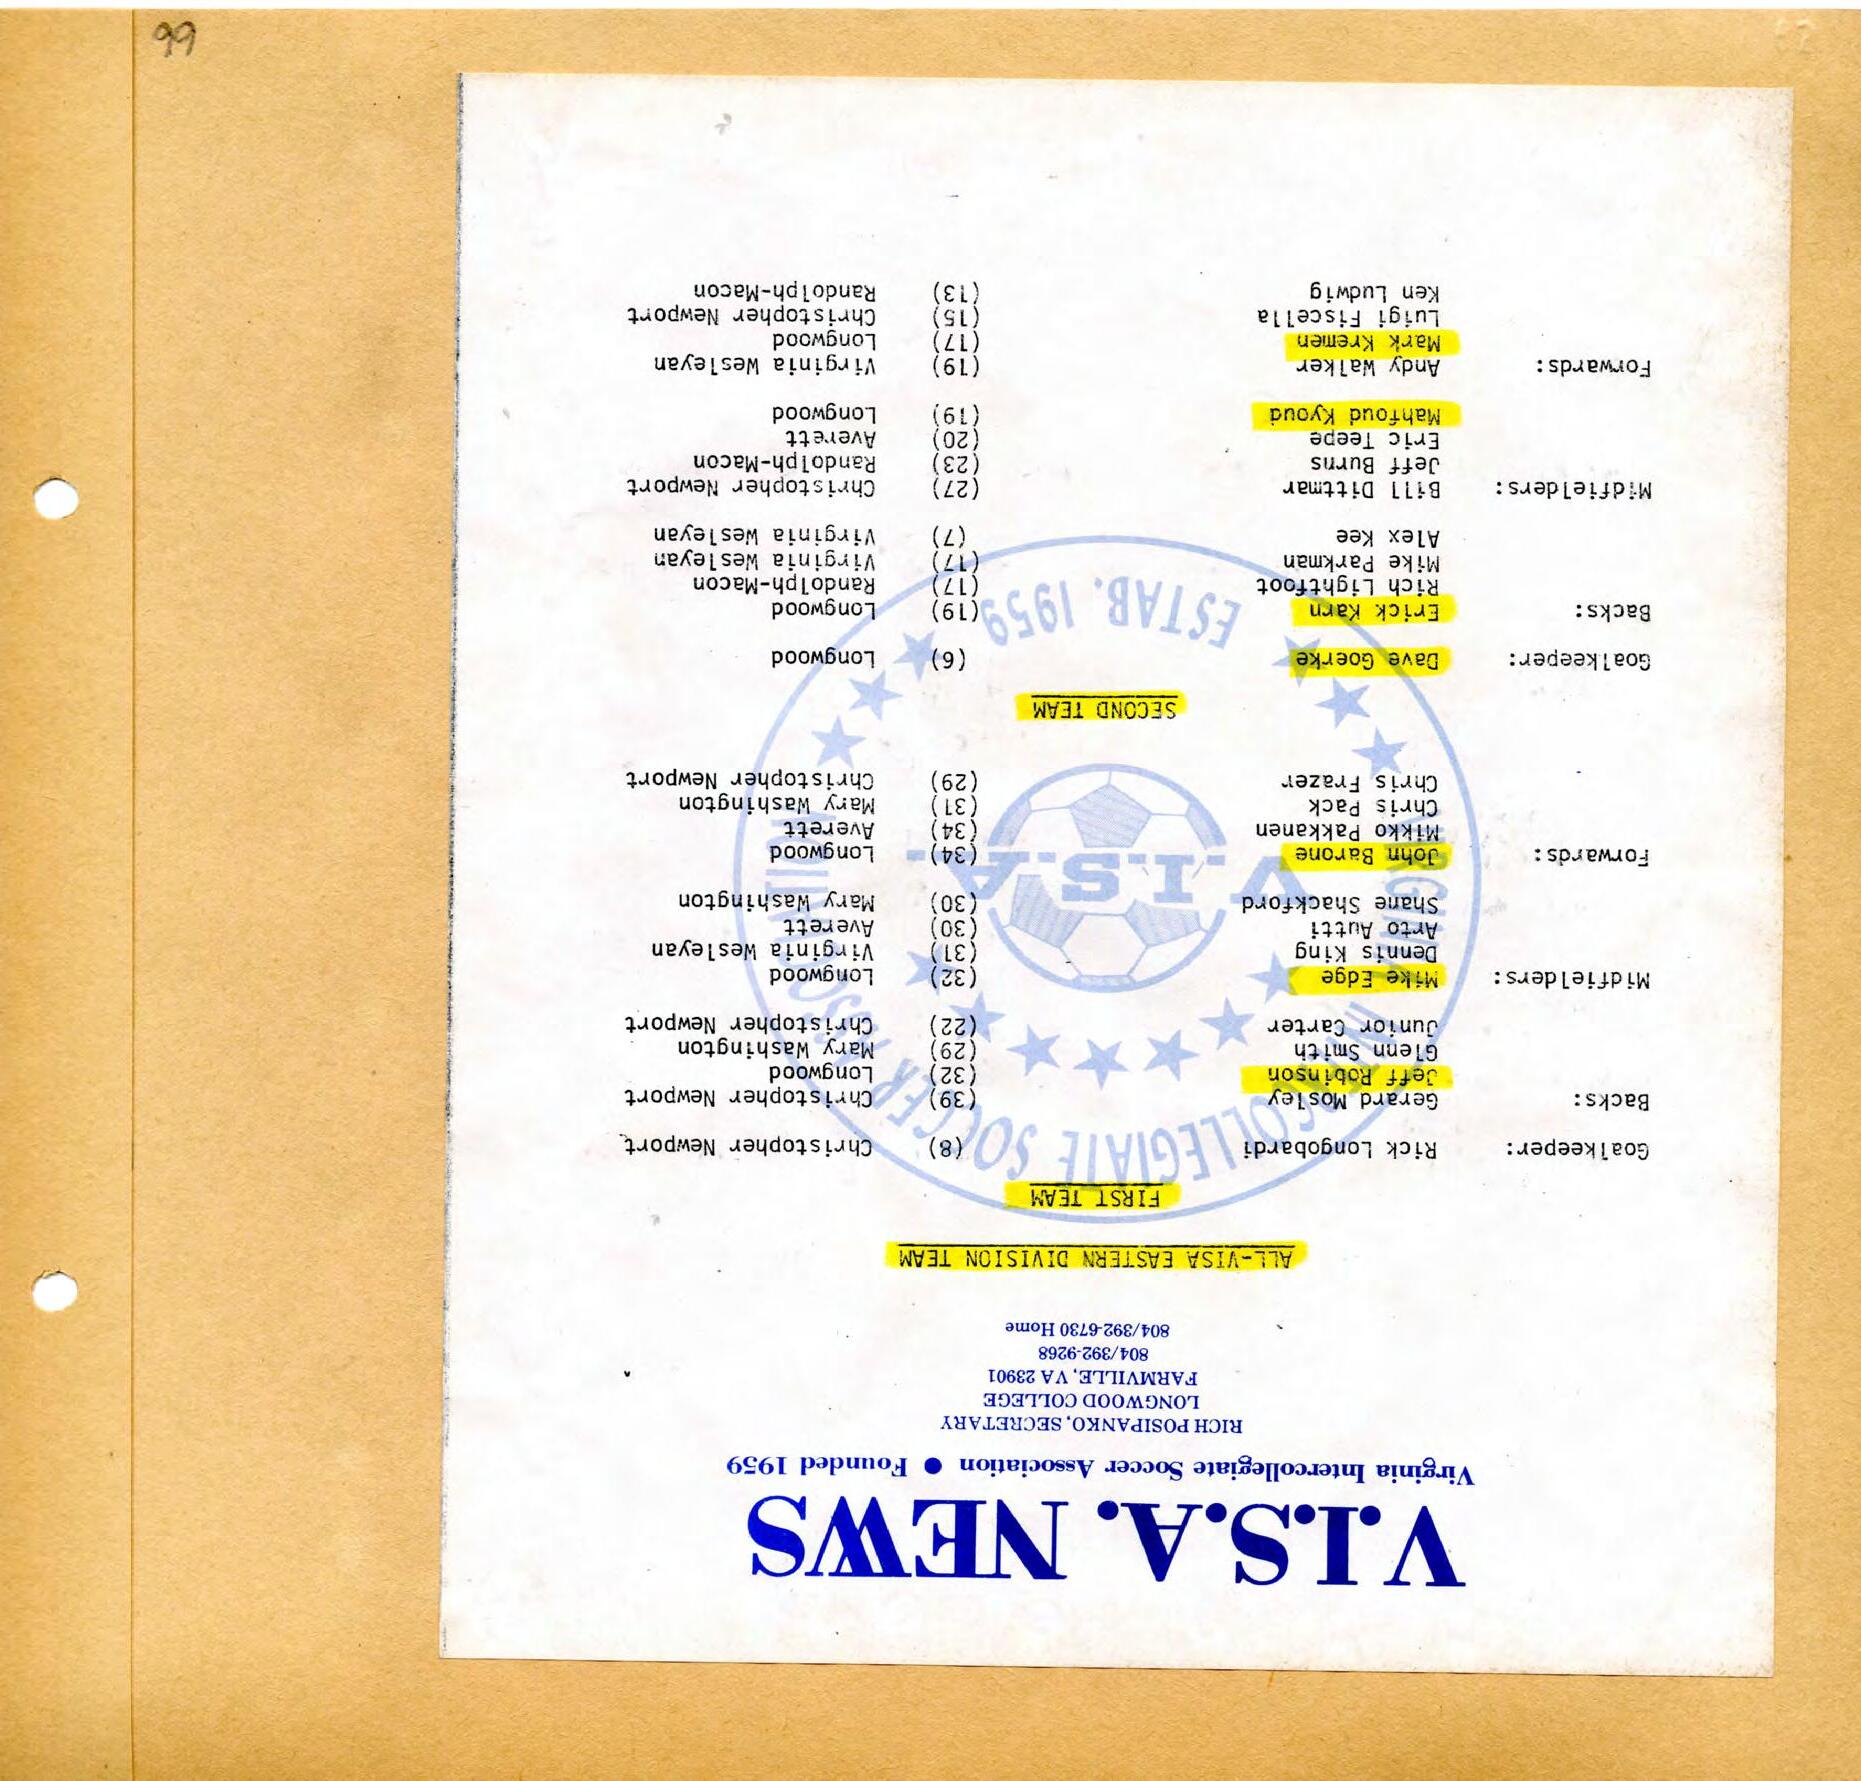 99
V.I.S.A. NEWS
Virginia Intercollegiate Soccer Association ● Founded 1959
RICH POSIPANKO, SECRETARY
LONGWOOD COLLEGE
FARMVILLE, VA 23901
804/392-9268
804/392-6730 Home
ALL-VISA EASTERN DIVISION TEAM
FIRST TEAM
Goalkeeper: Rick Longobardi (8) Christopher Newport
Backs: Gerard Mosley (39) Christopher Newport
Jeff Robinson (32) Longwood
Glenn Smith (29) Mary Washington
Junior Carter (22) Christopher Newport
Midfielders: Mike Edge (32) Longwood
Dennis King (31) Virginia Wesleyan
Arto Autti (30) Averett
Shane Shackford (30) Mary Washington
Forwards: John Barone (34) Longwood
Mikko Pakkanen (34) Averett
Chris Pack (31) Mary Washington
Chris Frazer (29) Christopher Newport
SECOND TEAM
Goalkeeper: Dave Goerke (6) Longwood
Backs: Erick Karn (19) Longwood
Rich Lightfoot (17) Randolph-Macon
Mike Parkman (17) Virginia Wesleyan
Alex Kee (7) Virginia Wesleyan
Midfielders: Bill Dittmar (27) Christopher Newport
Jeff Burns (23) Randolph-Macon
Eric Teepe (20) Averett
Mahfoud Kyoud (19) Longwood
Forwards: Andy Walker (19) Virginia Wesleyan
Mark Kremen (17) Longwood
Luigi Fiscella (15) Christopher Newport
Ken Ludwig (13) Randolph-Macon
VIRGINIA INTERCOLLEGIATE SOCCER ASSOCIATION
V.I.S.A.
ESTAB. 1959